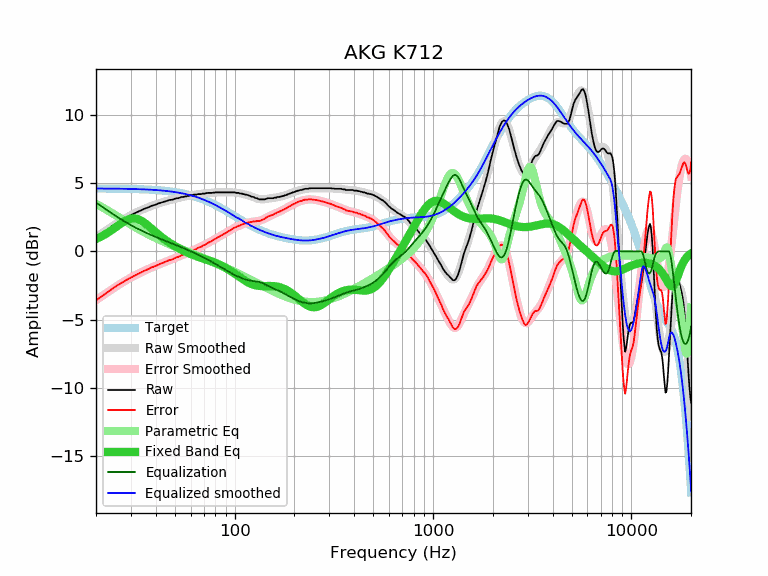 AKG K712
Amplitude (dBr)
10
5
0
−5
−10
−15
Target
Raw Smoothed
Error Smoothed
Raw
Error
Parametric Eq
Fixed Band Eq
Equalization
Equalized smoothed
100
1000
10000
Frequency (Hz)